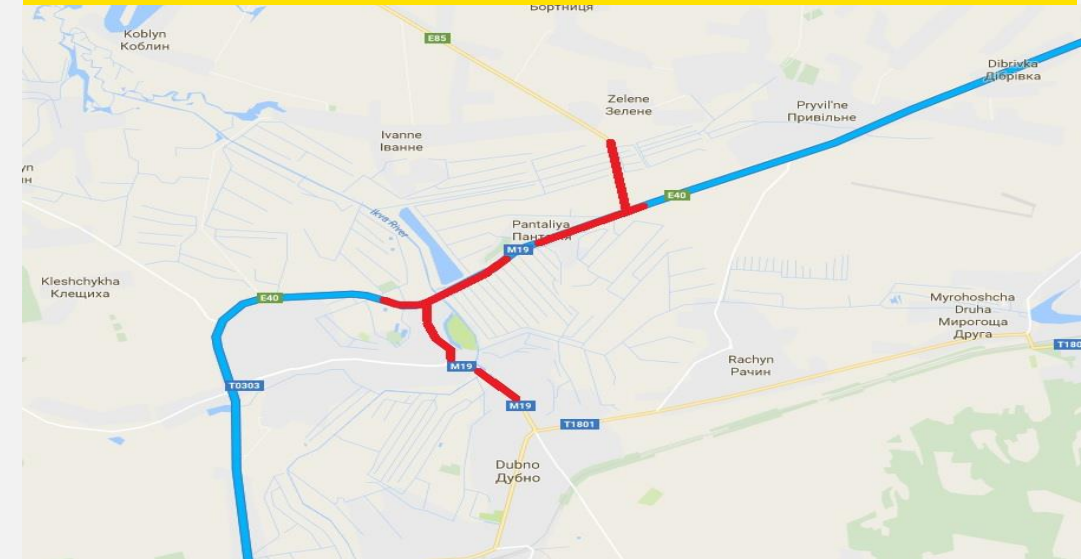 Бортниця
Koblyn
Коблин
E85
Dibrivka
Дібрівка
Zelene
Зелене
Pryvil'ne
Привільне
Ivanne
Іванне
E40
Ikva River
Pantaliya
M19
Kleshchykha
Клещиха
E40
Myrohoshcha
Druha
Мирогоща
Друга
T180
Rachyn
Рачин
M19
T0303
M19
T1801
Dubno
Дубно